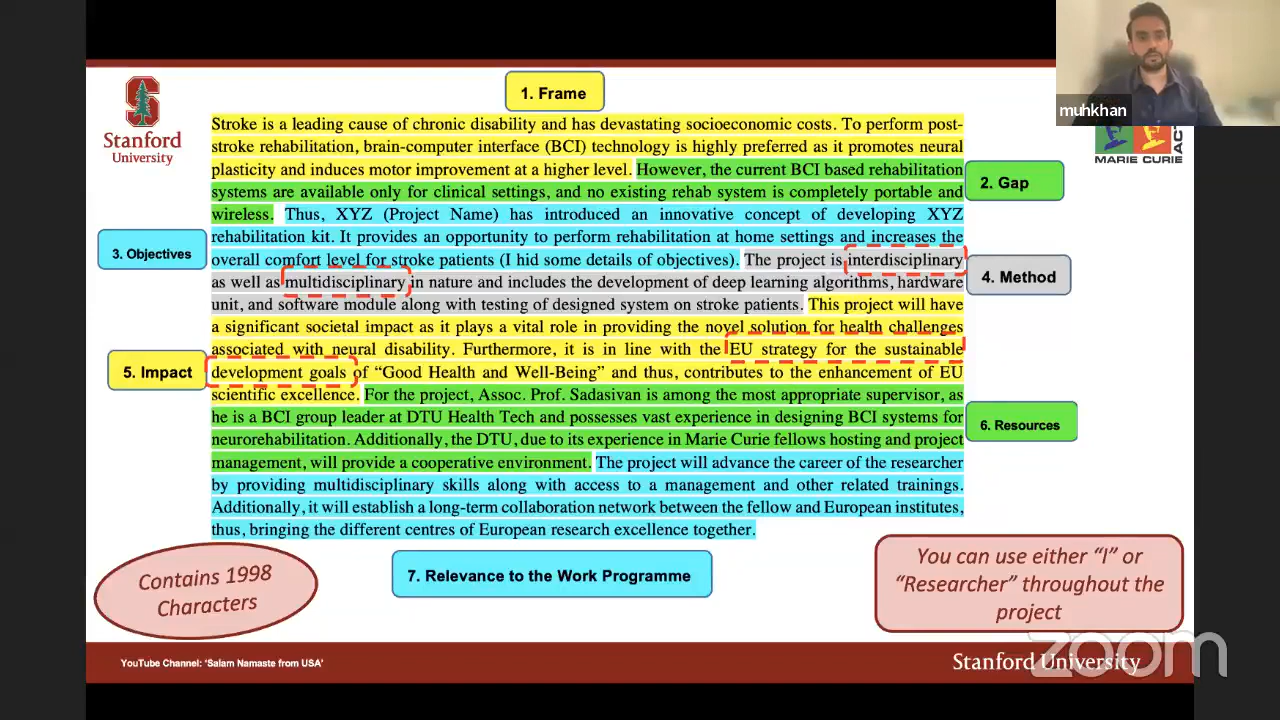 muhkhan
Stanford
University
MARIE CURIE
1. Frame
Stroke is a leading cause of chronic disability and has devastating socioeconomic costs. To perform post-
stroke rehabilitation, brain-computer interface (BCI) technology is highly preferred as it promotes neural
plasticity and induces motor improvement at a higher level. However, the current BCI based rehabilitation
systems are available only for clinical settings, and no existing rehab system is completely portable and
wireless. Thus, XYZ (Project Name) has introduced an innovative concept of developing XYZ
rehabilitation kit. It provides an opportunity to perform rehabilitation at home settings and increases the
overall comfort level for stroke patients (I hid some details of objectives). The project is interdisciplinary
as well as multidisciplinary in nature and includes the development of deep learning algorithms, hardware
unit, and software module along with testing of designed system on stroke patients. This project will have
a significant societal impact as it plays a vital role in providing the novel solution for health challenges
associated with neural disability. Furthermore, it is in line with the EU strategy for the sustainable
development goals of “Good Health and Well-Being” and thus, contributes to the enhancement of EU
scientific excellence. For the project, Assoc. Prof. Sadasivan is among the most appropriate supervisor, as
he is a BCI group leader at DTU Health Tech and possesses vast experience in designing BCI systems for
neurorehabilitation. Additionally, the DTU, due to its experience in Marie Curie fellows hosting and project
management, will provide a cooperative environment. The project will advance the career of the researcher
by providing multidisciplinary skills along with access to a management and other related trainings.
Additionally, it will establish a long-term collaboration network between the fellow and European institutes,
thus, bringing the different centres of European research excellence together.
2. Gap
3. Objectives
4. Method
5. Impact
6. Resources
7. Relevance to the Work Programme
Contains 1998
Characters
You can use either “I” or
“Researcher” throughout the
project
YouTube Channel: ‘Salam Namaste from USA’
Stanford University
zoom